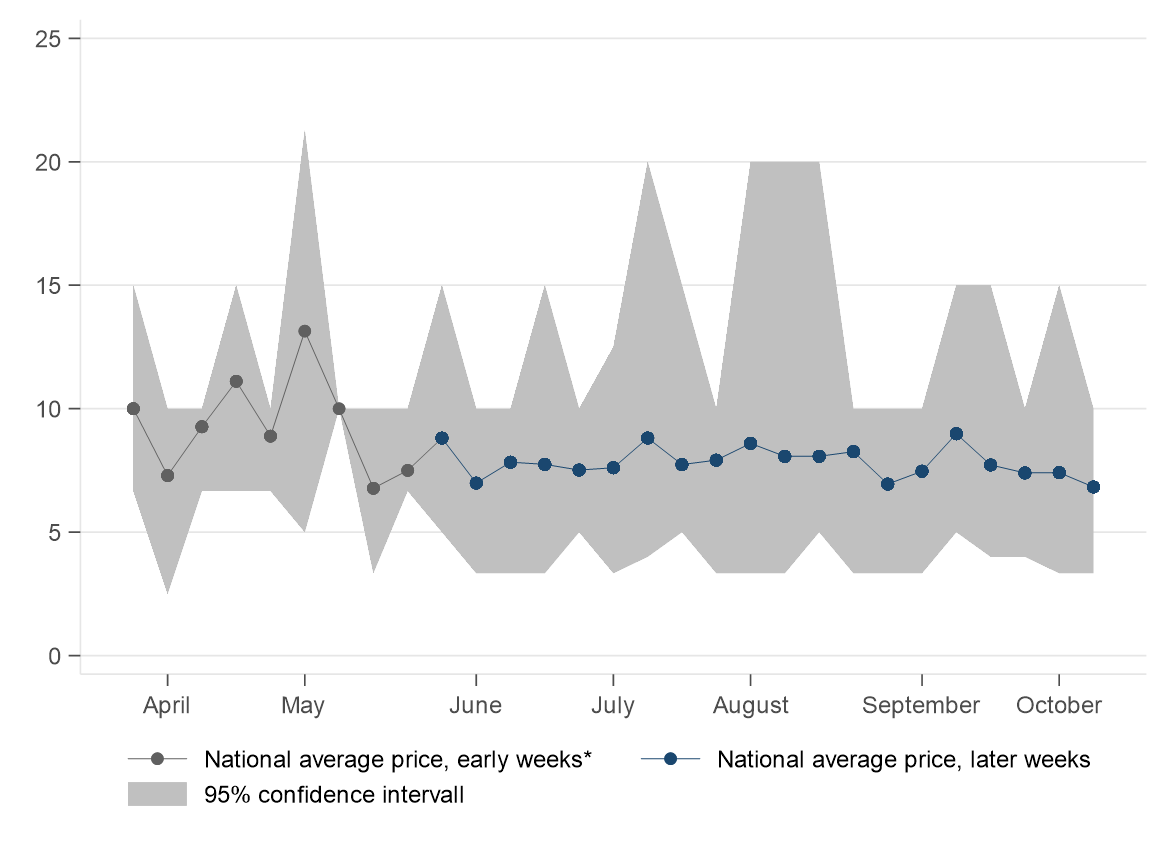 25
20
15
10
5
0
April May June July August September October
National average price, early weeks* National average price, later weeks
95% confidence intervall